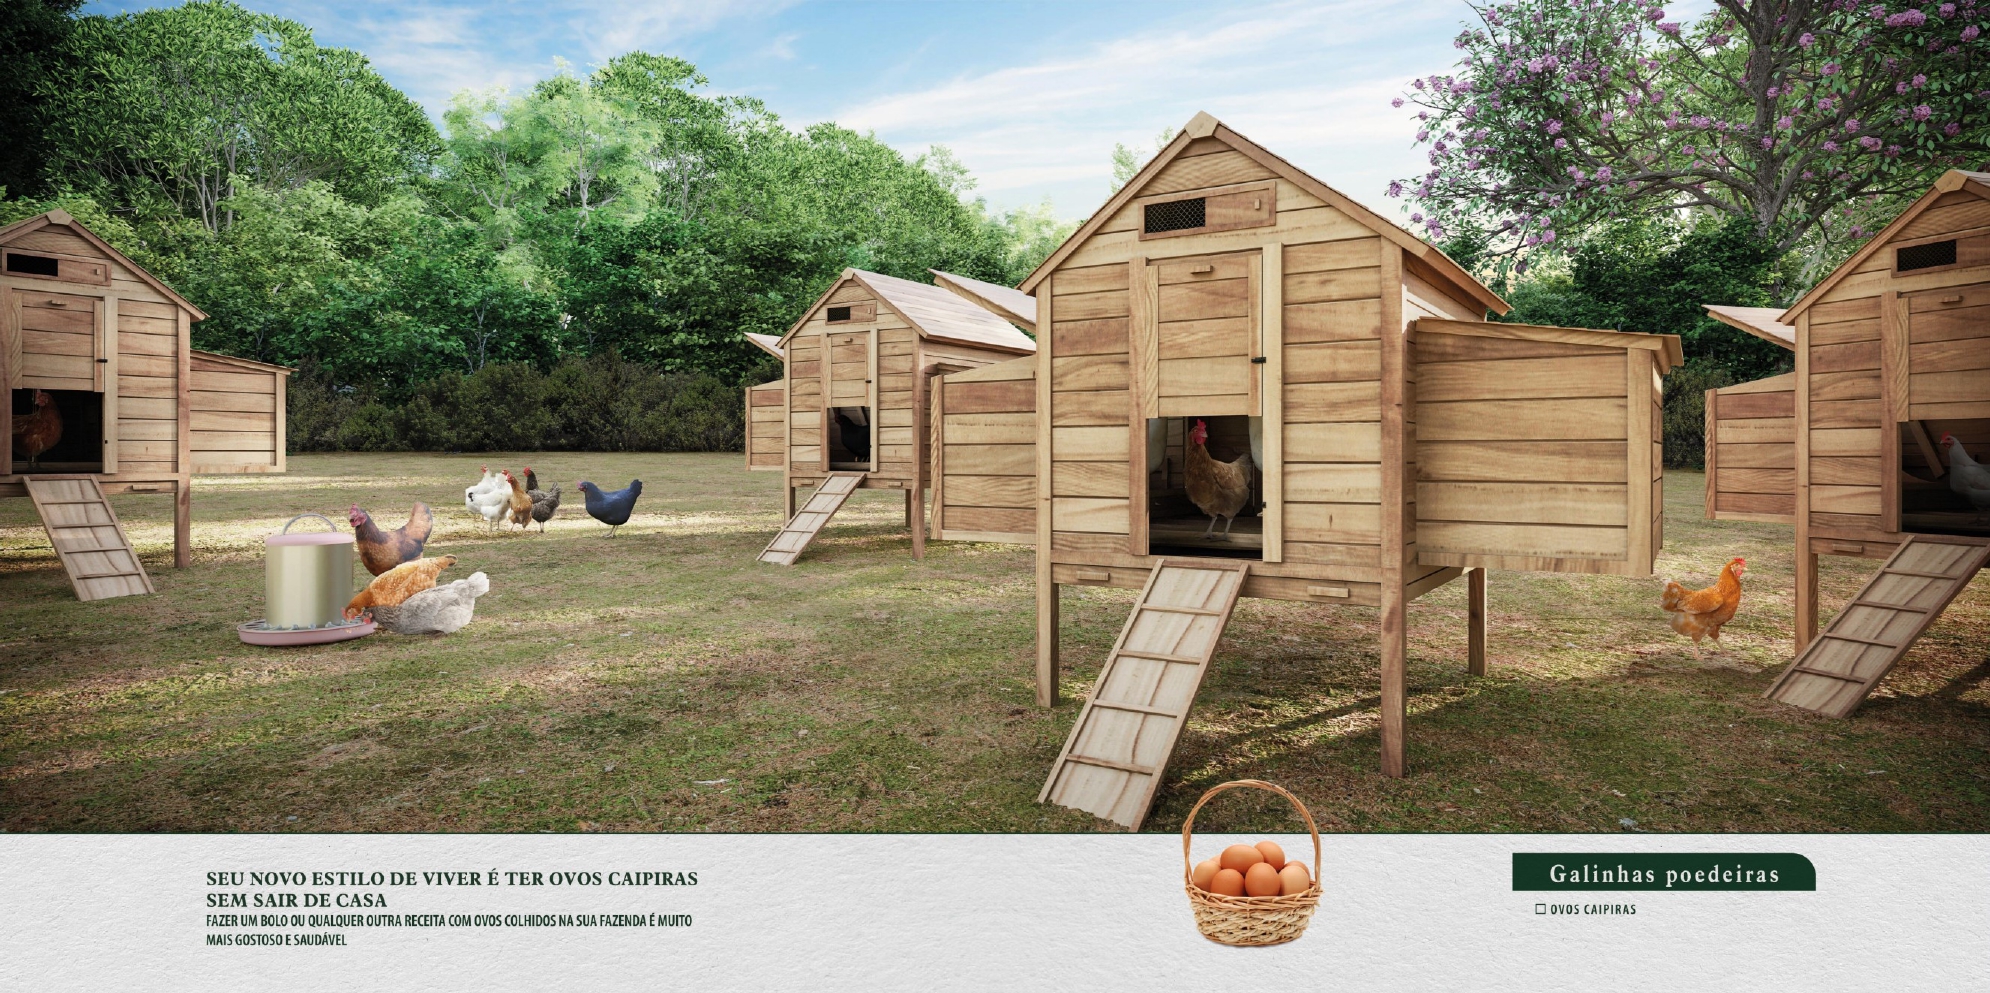 SEU NOVO ESTILO DE VIVER É TER OVOS CAIPIRAS
SEM SAIR DE CASA
FAZER UM BOLO OU QUALQUER OUTRA RECEITA COM OVOS COLHIDOS NA SUA FAZENDA É MUITO
MAIS GOSTOSO E SAUDÁVEL
Galinhas poedeiras
☐ OVOS CAIPIRAS